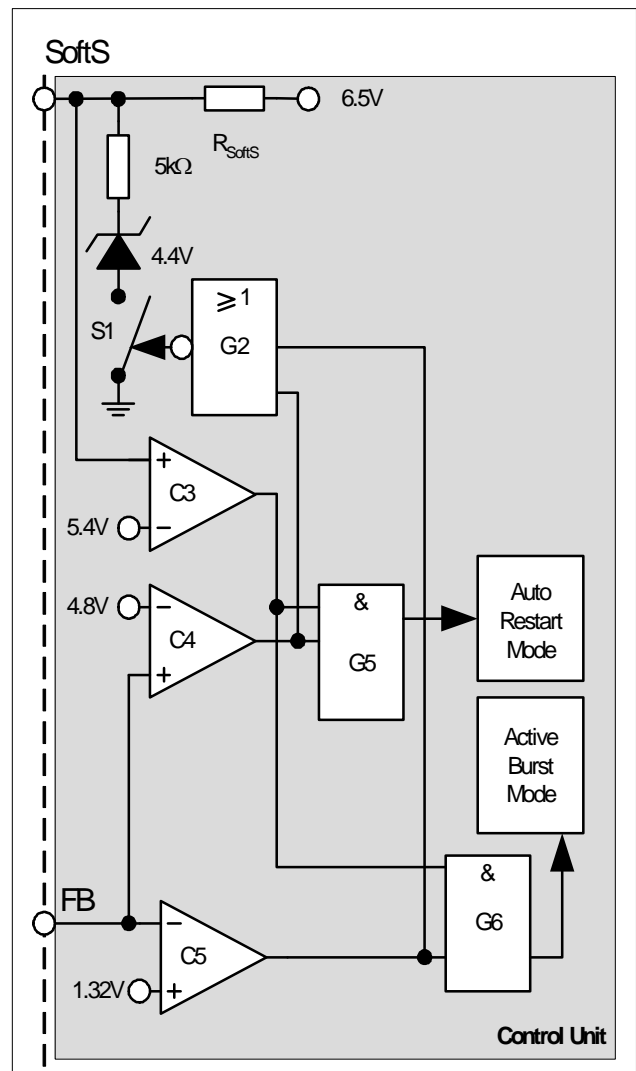 SoftS
6.5V
R SoftS
5kΩ
4.4V
S1
≥1
G2
+
C3
5.4V
−
4.8V
−
C4
+
&
G5
Auto
Restart
Mode
Active
Burst
Mode
FB
−
C5
1.32V
+
&
G6
Control Unit